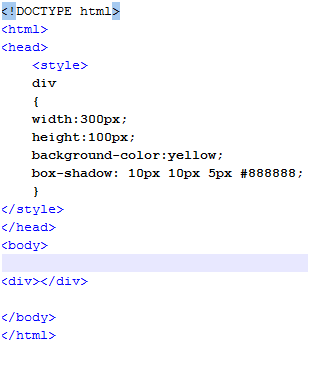 <!DOCTYPE html>
<html>
<head>
<style>
div
{
width:300px;
height:100px;
background-color:yellow;
box-shadow: 10px 10px 5px #888888;
}
</style>
</head>
<body>
<div></div>
</body>
</html>